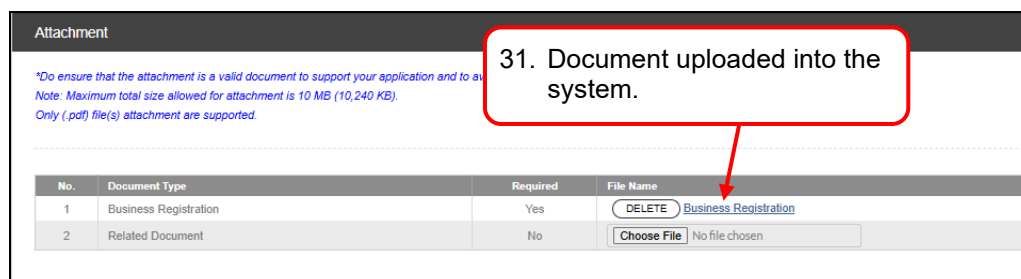 Attachment
31. Document uploaded into the
system.
*Do ensure that the attachment is a valid document to support your application and to
Note: Maximum total size allowed for attachment is 10 MB (10,240 KB).
Only (.pdf) file(s) attachment are supported.
No. Document Type Required File Name
1 Business Registration Yes DELETE Business Registration
2 Related Document No Choose File No file chosen